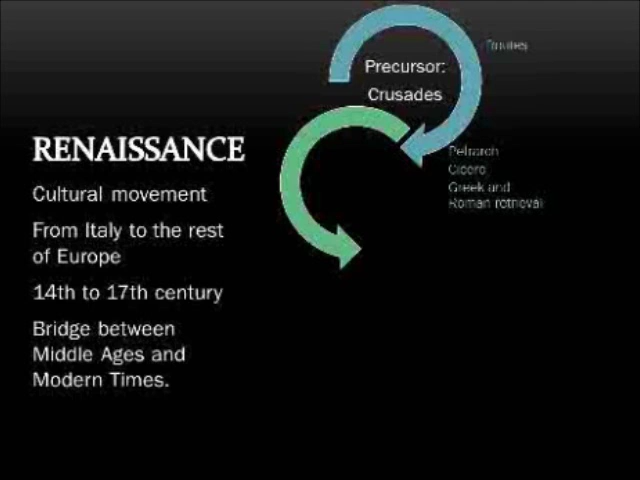 RENAISSANCE
Cultural movement
From Italy to the rest
of Europe
14th to 17th century
Bridge between
Middle Ages and
Modern Times.
Precursor:
Crusades
Petrarch
Cicero
Greek and
Roman retrieval